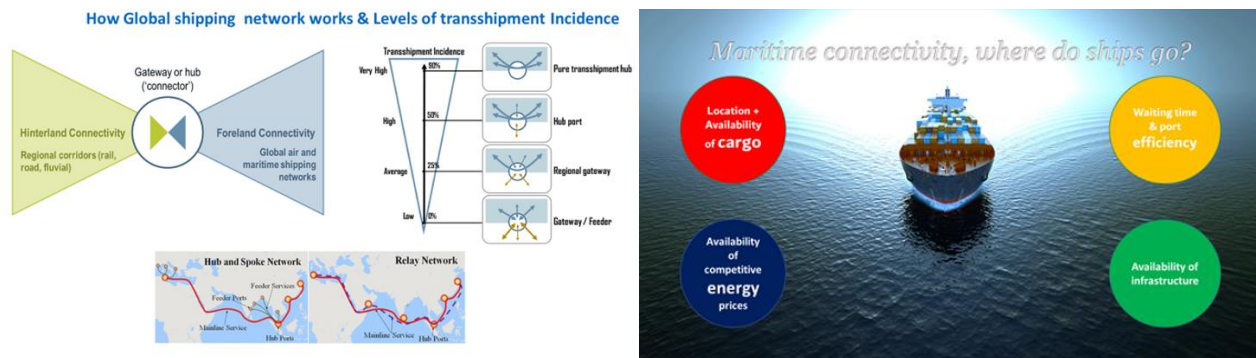 How Global shipping network works & Levels of transshipment Incidence
Gateway or hub
('connector')
Hinterland Connectivity
Regional corridors (rail,
road, fluvial)
Foreland Connectivity
Global air and
maritime shipping
networks
Transshipment Incidence
Very High
90%
Pure transshipment hub
High
50%
Hub port
Average
25%
Regional gateway
Low
0%
Gateway / Feeder
Hub and Spoke Network
Feeder Services
Feeder Ports
Mainline Service
Hub Ports
Relay Network
Mainline Service
Hub Ports
Maritime connectivity, where do ships go?
Location +
Availability
of cargo
Waiting time
& port
efficiency
Availability
of
competitive
energy
prices
Availability of
infrastructure